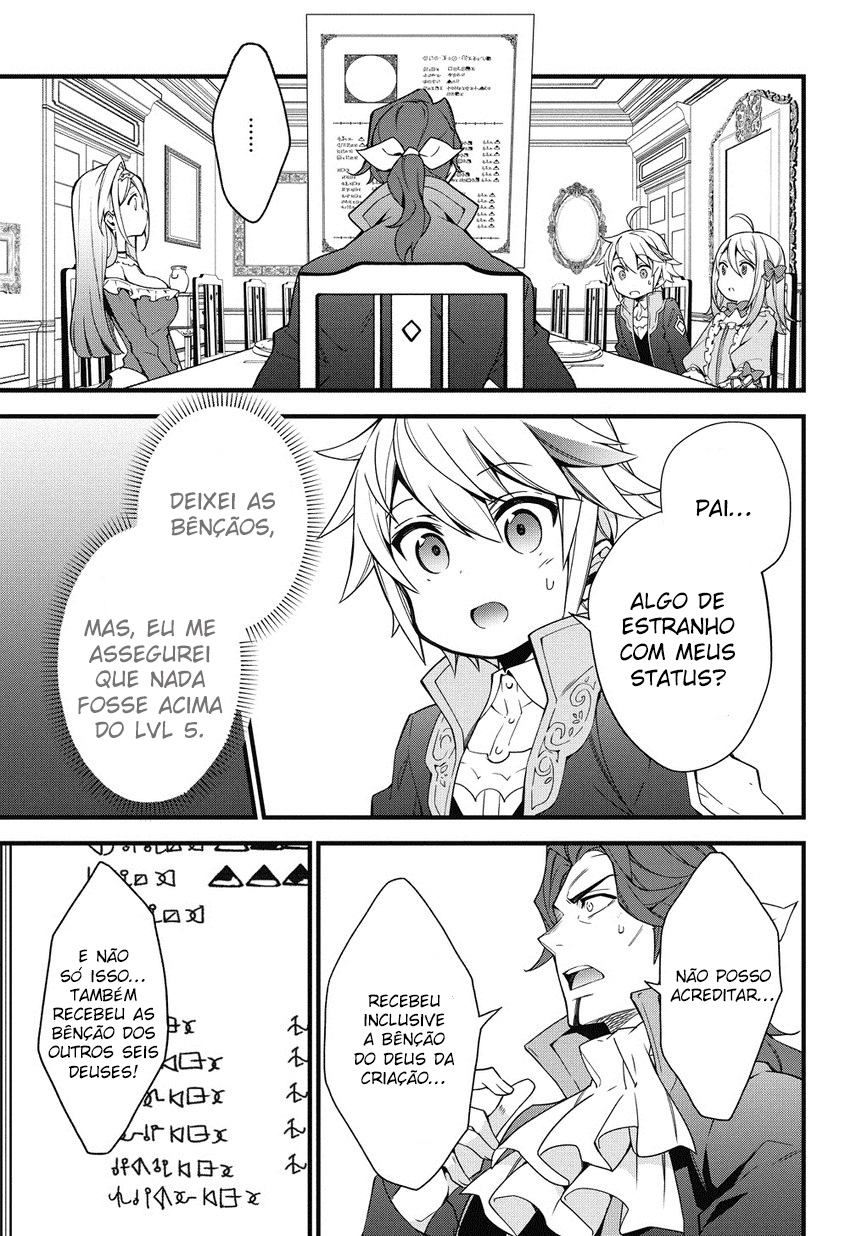 ......
PAI...
ALGO DE
ESTRANHO
COM MEUS
STATUS?
DEIXEI AS
BÊNÇÃOS,
MAS, EU ME
ASSEGUREI
QUE NADA
FOSSE ACIMA
DO LVL 5.
NÃO POSSO
ACREDITAR...
RECEBEU
INCLUSIVE
A BÊNÇÃO
DO DEUS DA
CRIAÇÃO...
E NÃO
SÓ ISSO...
TAMBÉM
RECEBEU AS
BÊNÇÃO DOS
OUTROS SEIS
DEUSES!